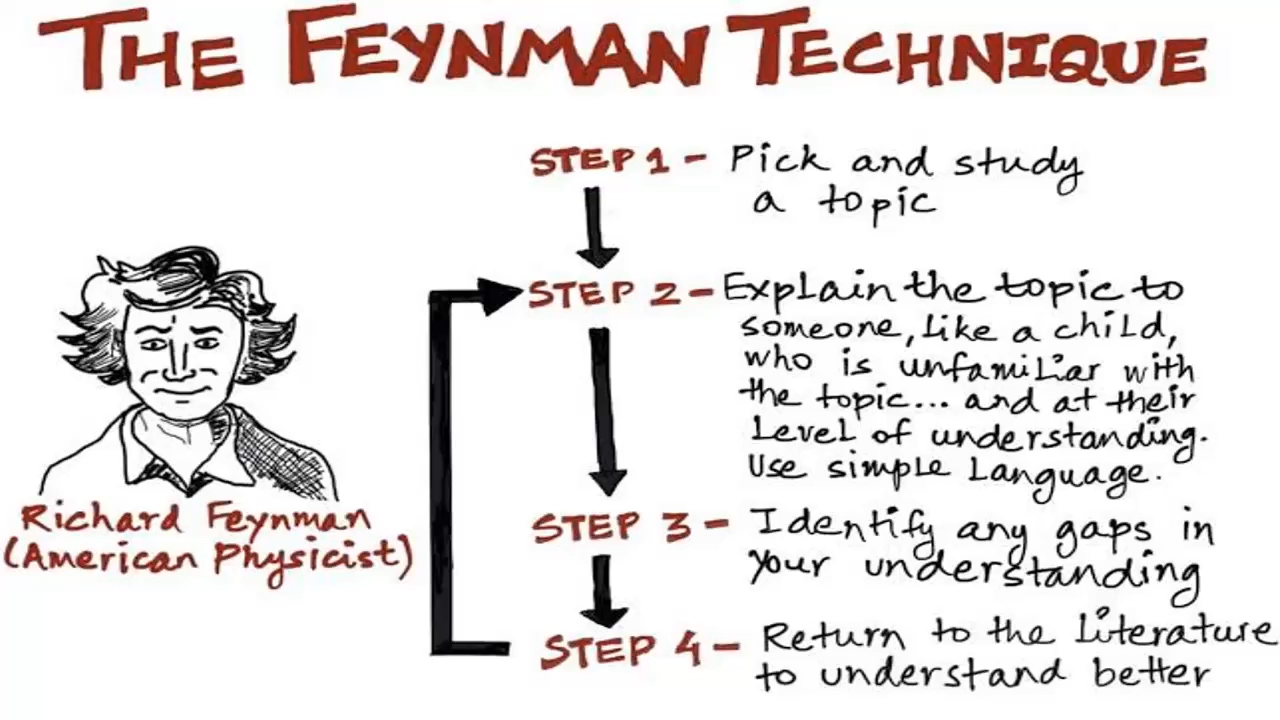 THE FEYNMAN TECHNIQUE
STEP 1 - Pick and study
a topic
STEP 2 - Explain the topic to
someone, like a child,
who is unfamiliar with
the topic... and at their
level of understanding.
Use simple language.
STEP 3 - Identify any gaps in
your understanding
STEP 4 - Return to the literature
to understand better
Richard Feynman
(American Physicist)